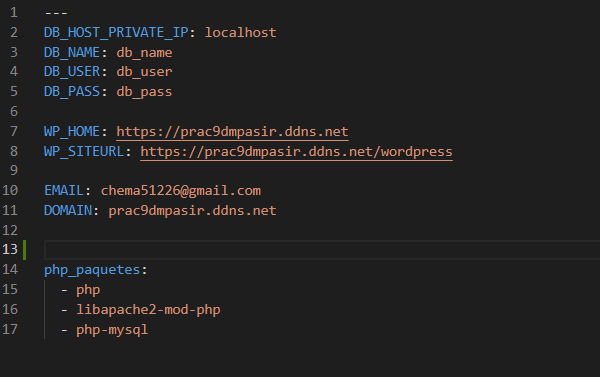 1 ---
2 DB_HOST_PRIVATE_IP: localhost
3 DB_NAME: db_name
4 DB_USER: db_user
5 DB_PASS: db_pass
6
7 WP_HOME: https://prac9dmpasir.ddns.net
8 WP_SITEURL: https://prac9dmpasir.ddns.net/wordpress
9
10 EMAIL: chema51226@gmail.com
11 DOMAIN: prac9dmpasir.ddns.net
12
13
14 php_paquetes:
15 - php
16 - libapache2-mod-php
17 - php-mysql